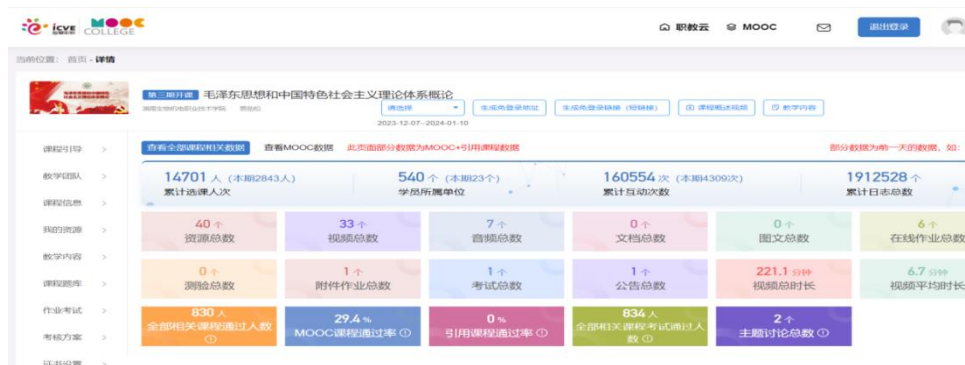 icve MOOC COLLEGE
职教云 MOOC 退出登录
当前位置： 首页 - 详情
第三期开课 毛泽东思想和中国特色社会主义理论体系概论
请选择 生成免登录地址 生成免登录链接（短链接） 课程概述视频 教学内容
2023-12-07--2024-01-10
课程引导 >
教学团队 >
课程信息 >
我的资源 >
教学内容 >
课程题库 >
作业考试 >
考核方案 >
证书设置 >
查看全部课程相关数据 查看MOOC数据 此页面部分数据为MOOC+引用课程数据 部分数据为前一天的数据，如：
14701 人（本期2843人） 540 个（本期23个） 160554 次（本期4309次） 1912528 个
累计选课人次 学员所属单位 累计互动次数 累计日志总数
40 个 33 个 7 个 0 个 0 个 6 个
资源总数 视频总数 音频总数 文档总数 图文总数 在线作业总数
0 个 1 个 1 个 1 个 221.1 分钟 6.7 分钟
测验总数 附件作业总数 考试总数 公告总数 视频总时长 视频平均时长
830 人 29.4 % 0 % 834 人 2 个
全部相关课程通过人数 MOOC课程通过率 引用课程通过率 全部相关课程考试通过人数 主题讨论总数